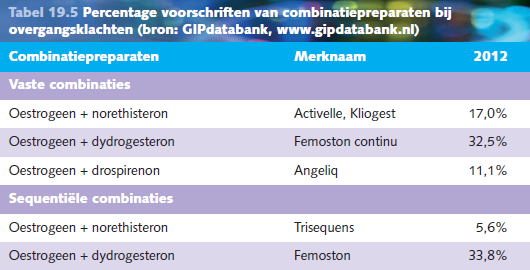 Tabel 19.5 Percentage voorschriften van combinatiepreparaten bij
overgangsklachten (bron: GIPdatabank, www.gipdatabank.nl)
Combinatiepreparaten Merknaam 2012
Vaste combinaties
Oestrogeen + norethisteron Activelle, Kliogest 17,0%
Oestrogeen + dydrogesteron Femoston continu 32,5%
Oestrogeen + drospirenon Angeliq 11,1%
Sequentiële combinaties
Oestrogeen + norethisteron Trisequens 5,6%
Oestrogeen + dydrogesteron Femoston 33,8%